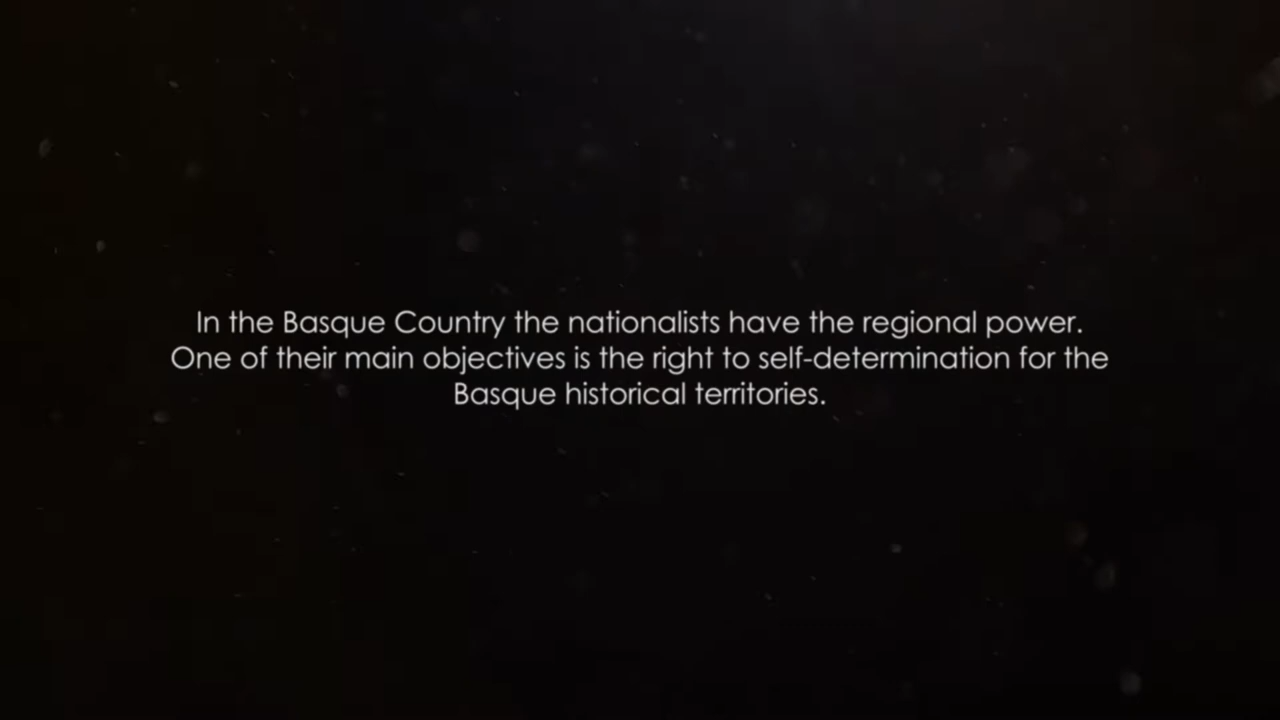 In the Basque Country the nationalists have the regional power.
One of their main objectives is the right to self-determination for the
Basque historical territories.